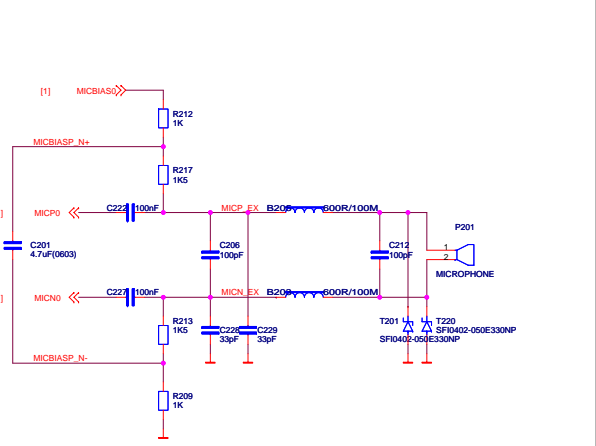 [1] MICBIAS0
R212
1K
MICBIASP_N+
R217
1K5
C222 100nF MICP_EX B205 600R/100M
] MICP0
P201
C201
4.7uF(0603)
C206
100pF
C212
100pF
1
2
MICROPHONE
C227 100nF MICN_EX 600R/100M
] MICN0
R213
1K5
C228
33pF
C229
33pF
T201
SFI0402-050E330NP
T220
SFI0402-050E330NP
MICBIASP_N-
R209
1K